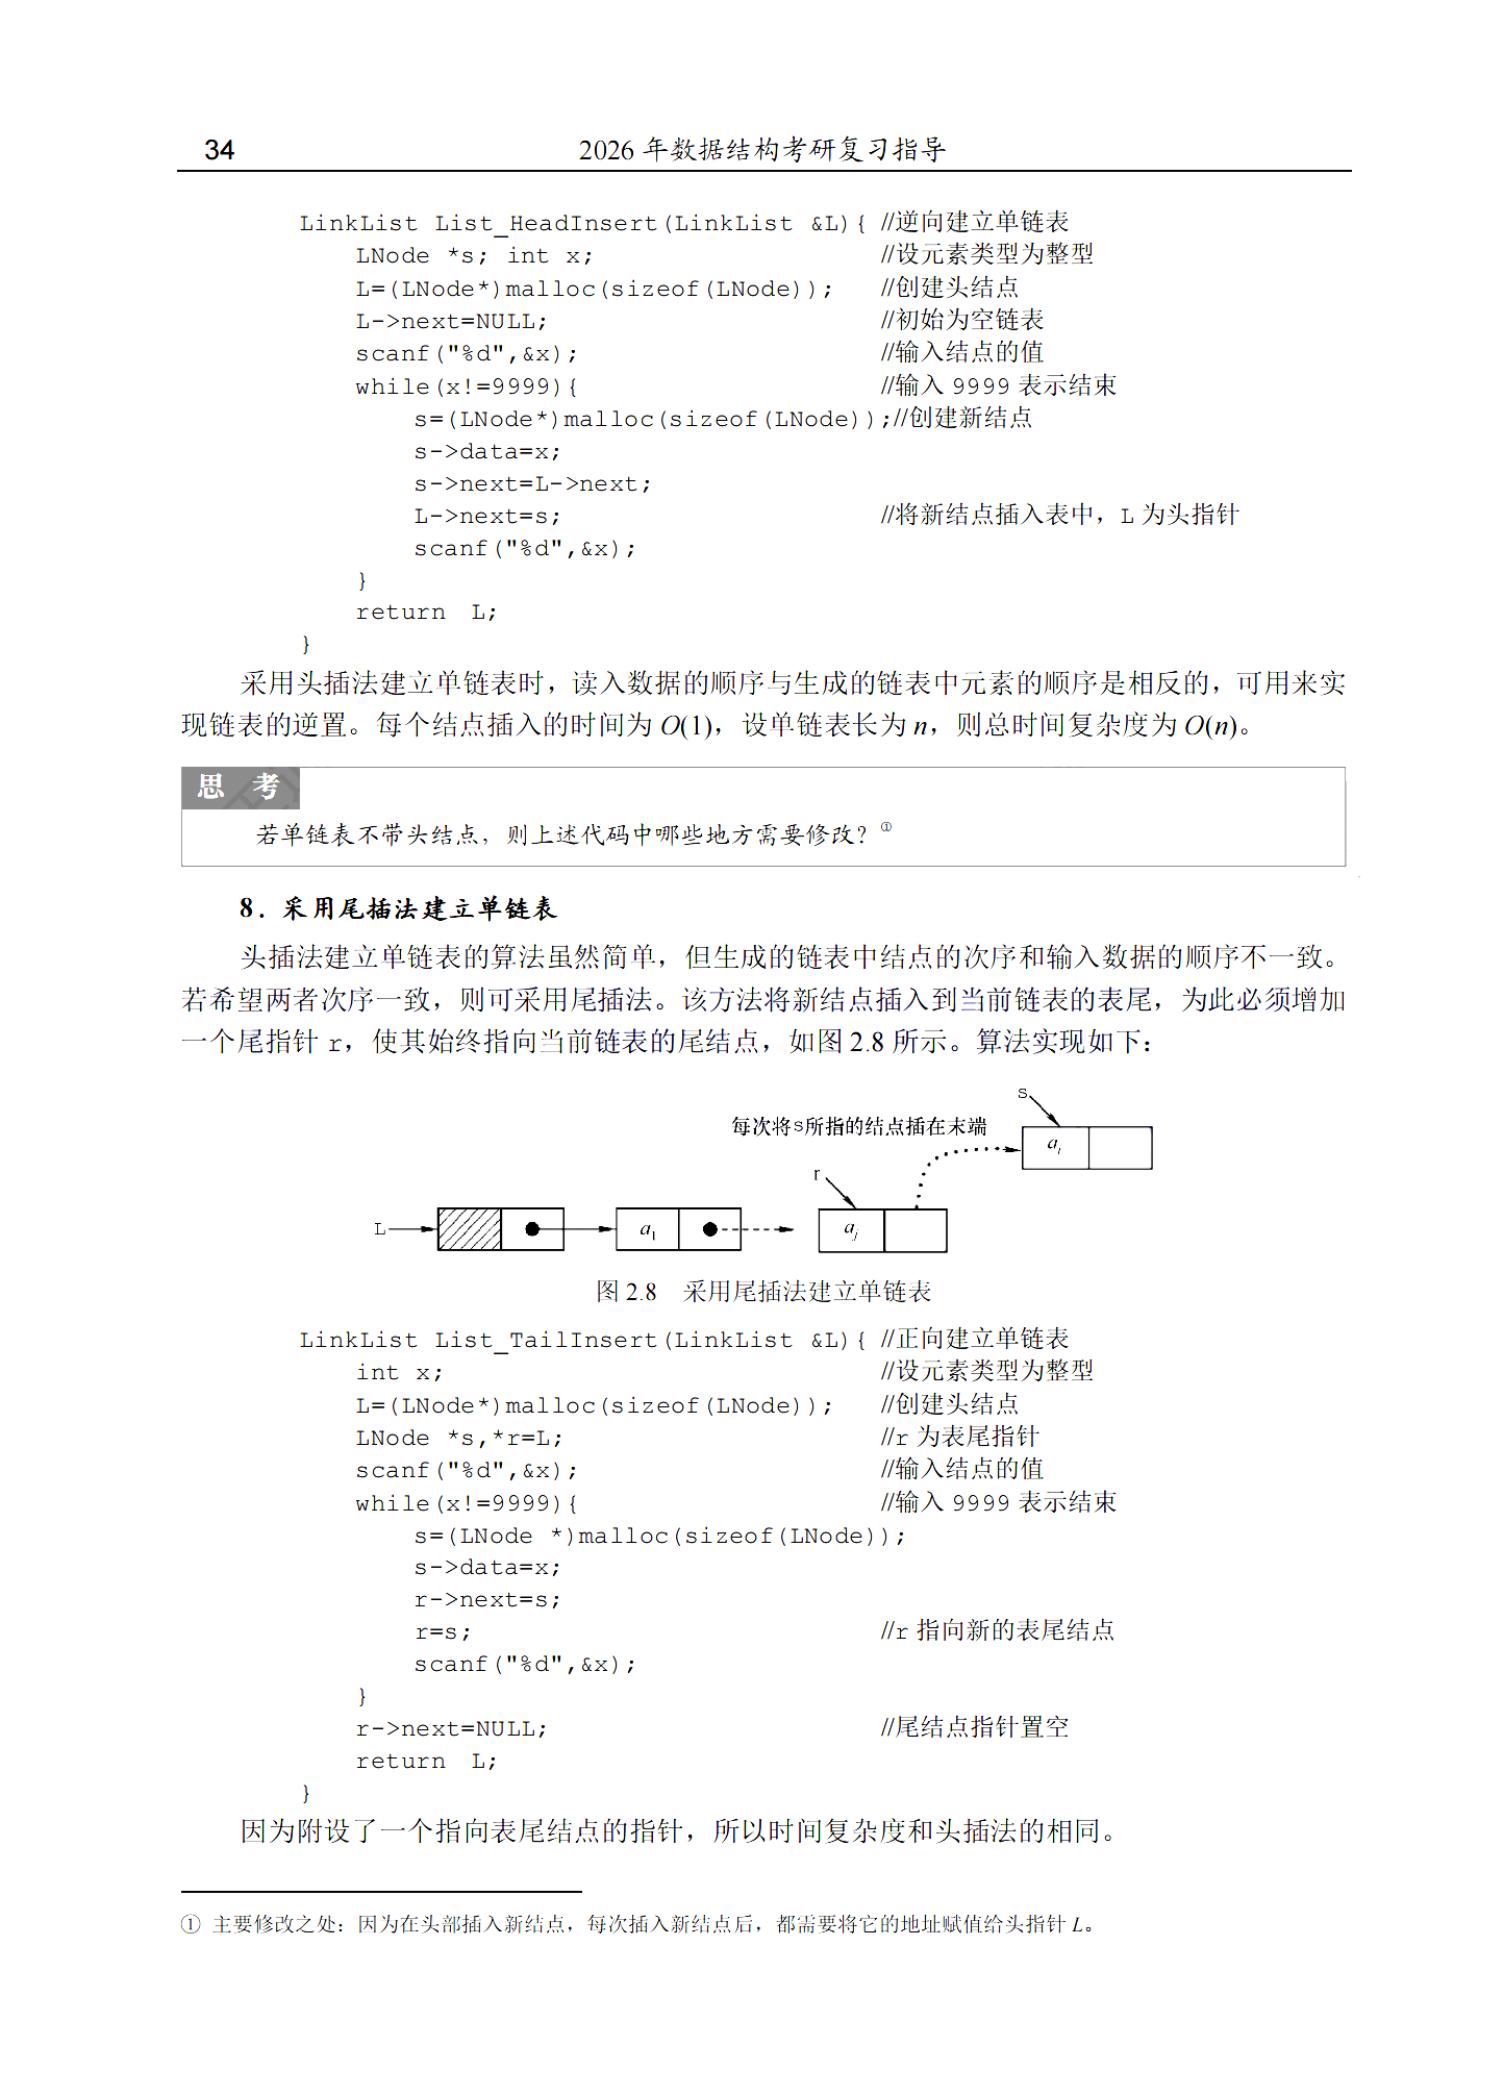 34
2026 年数据结构考研复习指导
LinkList List_HeadInsert(LinkList &L){ //逆向建立单链表
LNode *s; int x; //设元素类型为整型
L=(LNode*)malloc(sizeof(LNode)); //创建头结点
L->next=NULL; //初始为空链表
scanf("%d",&x); //输入结点的值
while(x!=9999){ //输入 9999 表示结束
s=(LNode*)malloc(sizeof(LNode));//创建新结点
s->data=x;
s->next=L->next;
L->next=s; //将新结点插入表中，L 为头指针
scanf("%d",&x);
}
return L;
}
采用头插法建立单链表时，读入数据的顺序与生成的链表中元素的顺序是相反的，可用来实
现链表的逆置。每个结点插入的时间为 O(1)，设单链表长为 n，则总时间复杂度为 O(n)。
思 考
若单链表不带头结点，则上述代码中哪些地方需要修改？①
8．采用尾插法建立单链表
头插法建立单链表的算法虽然简单，但生成的链表中结点的次序和输入数据的顺序不一致。
若希望两者次序一致，则可采用尾插法。该方法将新结点插入到当前链表的表尾，为此必须增加
一个尾指针 r，使其始终指向当前链表的尾结点，如图 2.8 所示。算法实现如下：
s
每次将s所指的结点插在末端
aᵢ
r
L
a₁
aⱼ
图 2.8 采用尾插法建立单链表
LinkList List_TailInsert(LinkList &L){ //正向建立单链表
int x; //设元素类型为整型
L=(LNode*)malloc(sizeof(LNode)); //创建头结点
LNode *s,*r=L; //r 为表尾指针
scanf("%d",&x); //输入结点的值
while(x!=9999){ //输入 9999 表示结束
s=(LNode *)malloc(sizeof(LNode));
s->data=x;
r->next=s;
r=s; //r 指向新的表尾结点
scanf("%d",&x);
}
r->next=NULL; //尾结点指针置空
return L;
}
因为附设了一个指向表尾结点的指针，所以时间复杂度和头插法的相同。
① 主要修改之处：因为在头部插入新结点，每次插入新结点后，都需要将它的地址赋值给头指针 L。